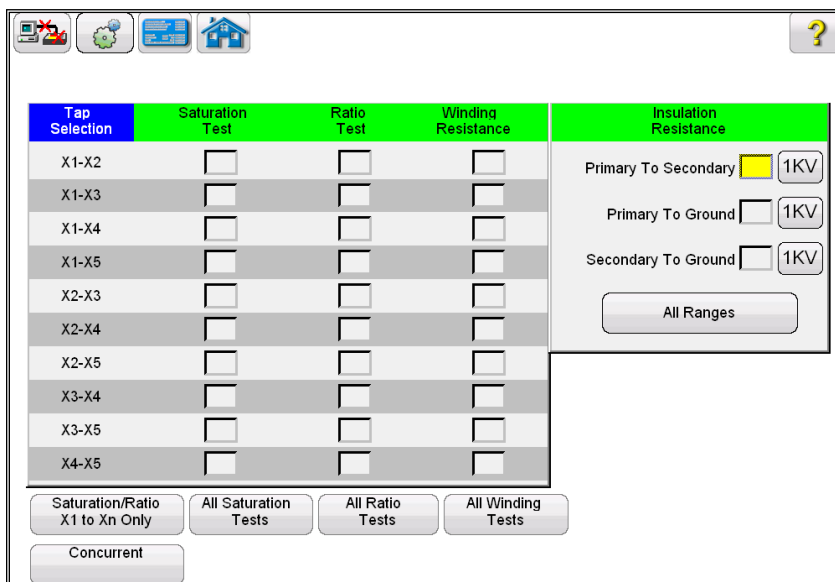 ?
Tap
Selection
Saturation
Test
Ratio
Test
Winding
Resistance
Insulation
Resistance
X1-X2
X1-X3
X1-X4
X1-X5
X2-X3
X2-X4
X2-X5
X3-X4
X3-X5
X4-X5
Primary To Secondary 1KV
Primary To Ground 1KV
Secondary To Ground 1KV
All Ranges
Saturation/Ratio
X1 to Xn Only
All Saturation
Tests
All Ratio
Tests
All Winding
Tests
Concurrent